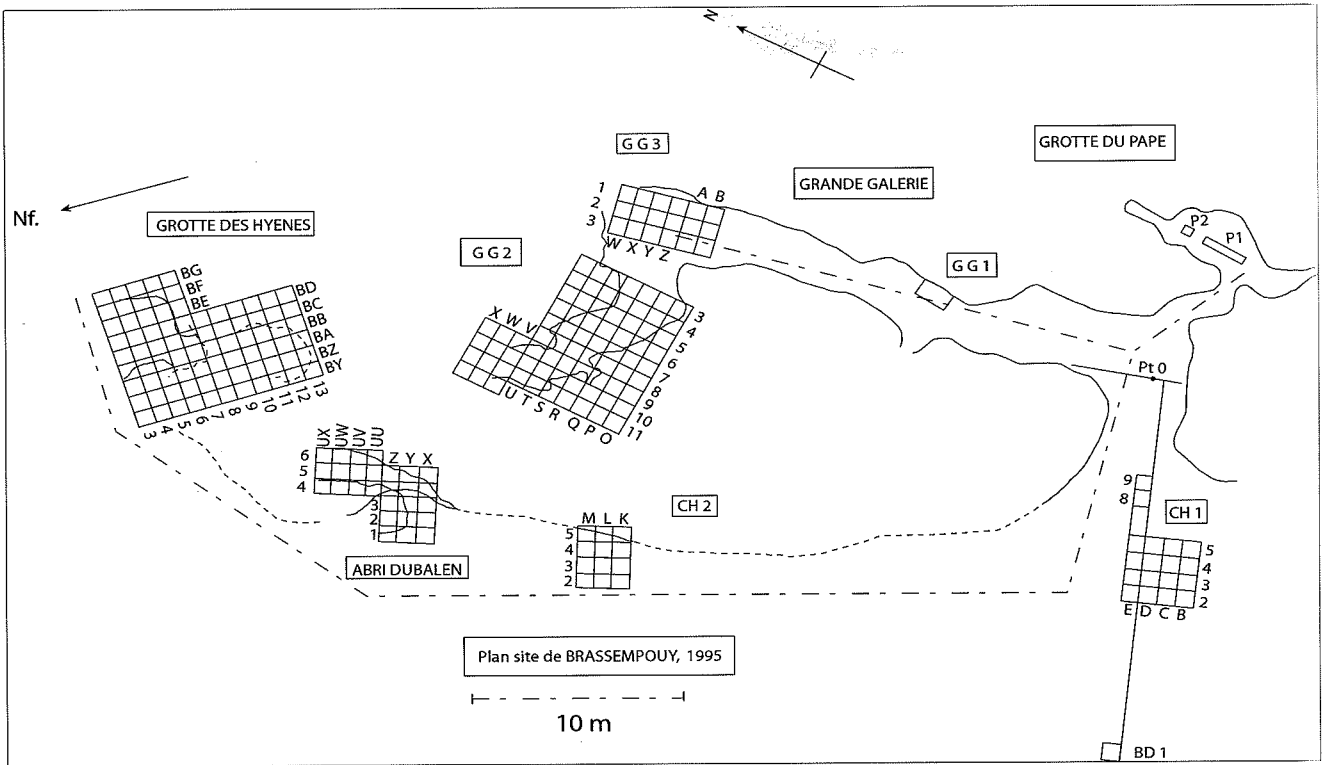 N
GROTTE DU PAPE
G G 3
GRANDE GALERIE
Nf.
GROTTE DES HYENES
1
2
3
A B
W X Y Z
G G 2
G G 1
P2
P1
BG
BF
BE
BD
BC
BB
BA
BZ
BY
3 4 5 6 7 8 9 10 11 12 13
X W V
3
4
5
6
7
8
9
10
11
U T S R Q P O
Pt 0
UX UW UV UU
Z Y X
6
5
4
3
2
1
ABRI DUBALEN
CH 2
M L K
5
4
3
2
9
8
CH 1
5
4
3
2
E D C B
Plan site de BRASSEMPOUY, 1995
10 m
BD 1